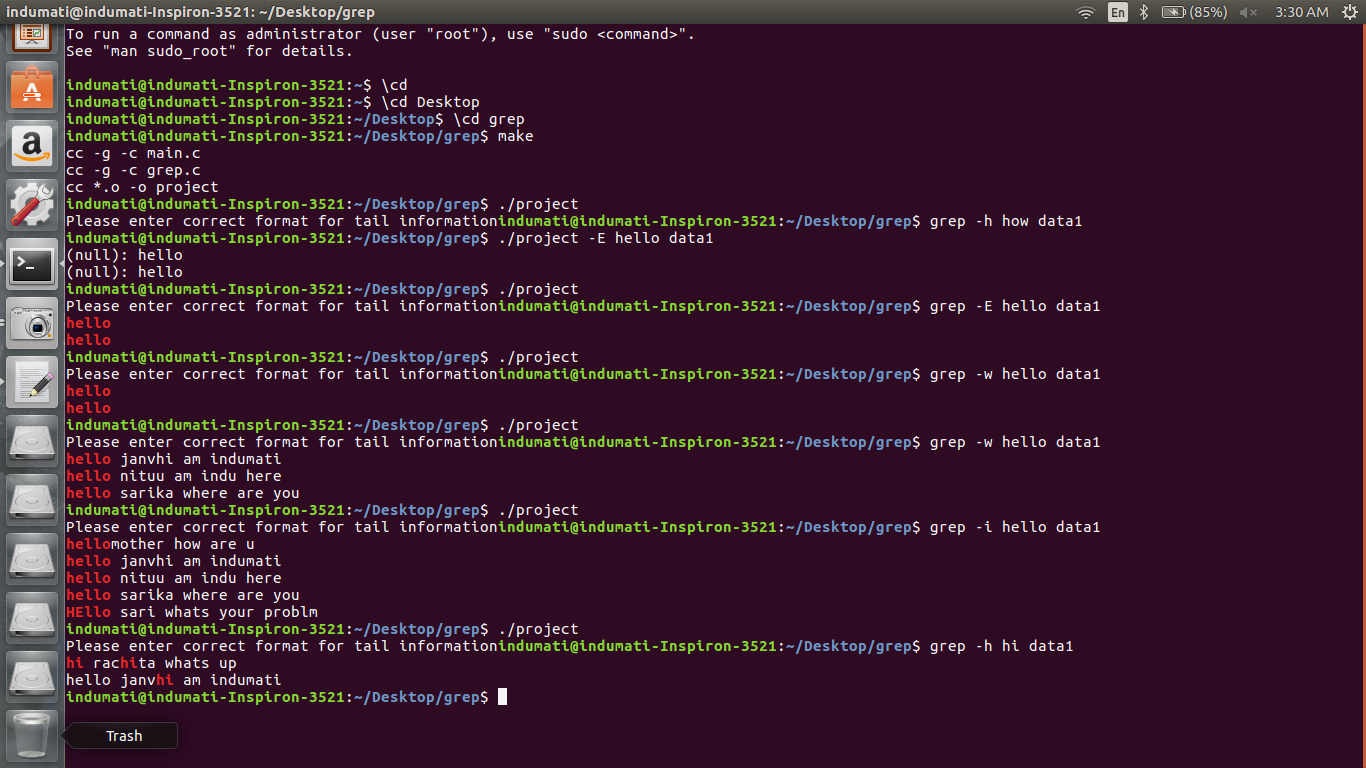 indumati@indumati-Inspiron-3521: ~/Desktop/grep
En
(85%)
3:30 AM
To run a command as administrator (user "root"), use "sudo <command>".
See "man sudo_root" for details.
indumati@indumati-Inspiron-3521:~$ \cd
indumati@indumati-Inspiron-3521:~$ \cd Desktop
indumati@indumati-Inspiron-3521:~/Desktop$ \cd grep
indumati@indumati-Inspiron-3521:~/Desktop/grep$ make
cc -g -c main.c
cc -g -c grep.c
cc *.o -o project
indumati@indumati-Inspiron-3521:~/Desktop/grep$ ./project
Please enter correct format for tail informationindumati@indumati-Inspiron-3521:~/Desktop/grep$ grep -h how data1
indumati@indumati-Inspiron-3521:~/Desktop/grep$ ./project -E hello data1
(null): hello
(null): hello
indumati@indumati-Inspiron-3521:~/Desktop/grep$ ./project
Please enter correct format for tail informationindumati@indumati-Inspiron-3521:~/Desktop/grep$ grep -E hello data1
hello
hello
indumati@indumati-Inspiron-3521:~/Desktop/grep$ ./project
Please enter correct format for tail informationindumati@indumati-Inspiron-3521:~/Desktop/grep$ grep -w hello data1
hello
hello
indumati@indumati-Inspiron-3521:~/Desktop/grep$ ./project
Please enter correct format for tail informationindumati@indumati-Inspiron-3521:~/Desktop/grep$ grep -w hello data1
hello janvhi am indumati
hello nituu am indu here
hello sarika where are you
indumati@indumati-Inspiron-3521:~/Desktop/grep$ ./project
Please enter correct format for tail informationindumati@indumati-Inspiron-3521:~/Desktop/grep$ grep -i hello data1
hellomother how are u
hello janvhi am indumati
hello nituu am indu here
hello sarika where are you
HEllo sari whats your problm
indumati@indumati-Inspiron-3521:~/Desktop/grep$ ./project
Please enter correct format for tail informationindumati@indumati-Inspiron-3521:~/Desktop/grep$ grep -h hi data1
hi rachita whats up
hello janvhi am indumati
indumati@indumati-Inspiron-3521:~/Desktop/grep$
Trash